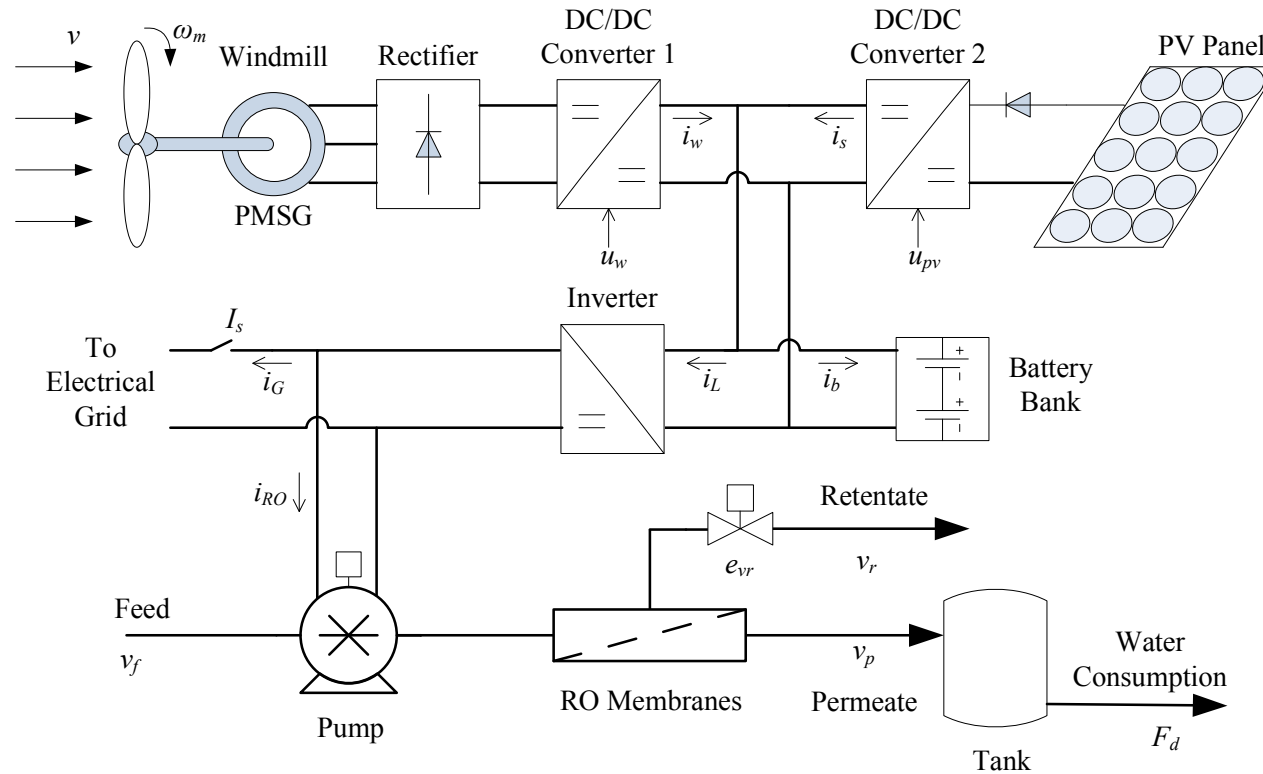 v
ω_m
Windmill
Rectifier
DC/DC
Converter 1
DC/DC
Converter 2
PV Panel
i_w
i_s
PMSG
u_w
u_pv
Inverter
I_s
To
Electrical
Grid
i_G
i_L
i_b
+
-
+
-
Battery
Bank
i_RO
Retentate
e_vr
v_r
Feed
v_f
Pump
RO Membranes
v_p
Permeate
Water
Consumption
F_d
Tank